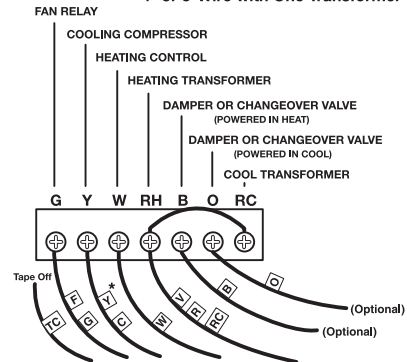 FAN RELAY
COOLING COMPRESSOR
HEATING CONTROL
HEATING TRANSFORMER
DAMPER OR CHANGEOVER VALVE
(POWERED IN HEAT)
DAMPER OR CHANGEOVER VALVE
(POWERED IN COOL)
COOL TRANSFORMER
G Y W RH B O RC
Tape Off
TC
F
G
Y *
C
W
V
R
RC
B
O
(Optional)
(Optional)